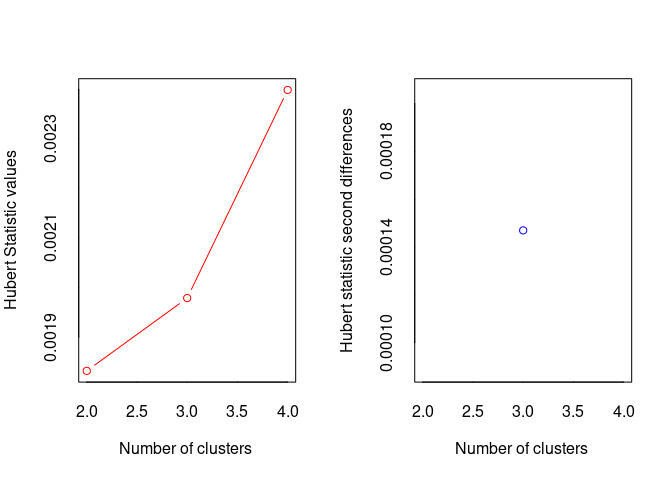 Hubert Statistic values
0.0023
0.0021
0.0019
2.0 2.5 3.0 3.5 4.0
Number of clusters
Hubert statistic second differences
0.00018
0.00014
0.00010
2.0 2.5 3.0 3.5 4.0
Number of clusters